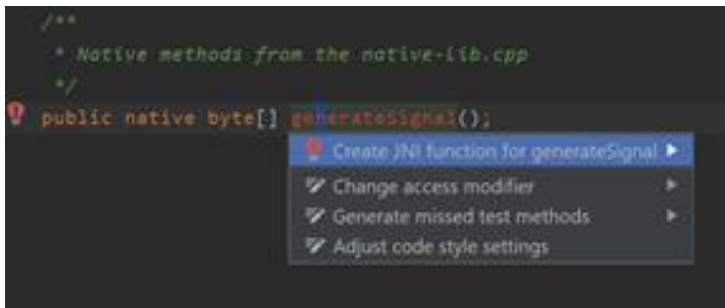 /**
* Native methods from the native-lib.cpp
*/
public native byte[] generateSignal();
Create JNI function for generateSignal
Change access modifier
Generate missed test methods
Adjust code style settings